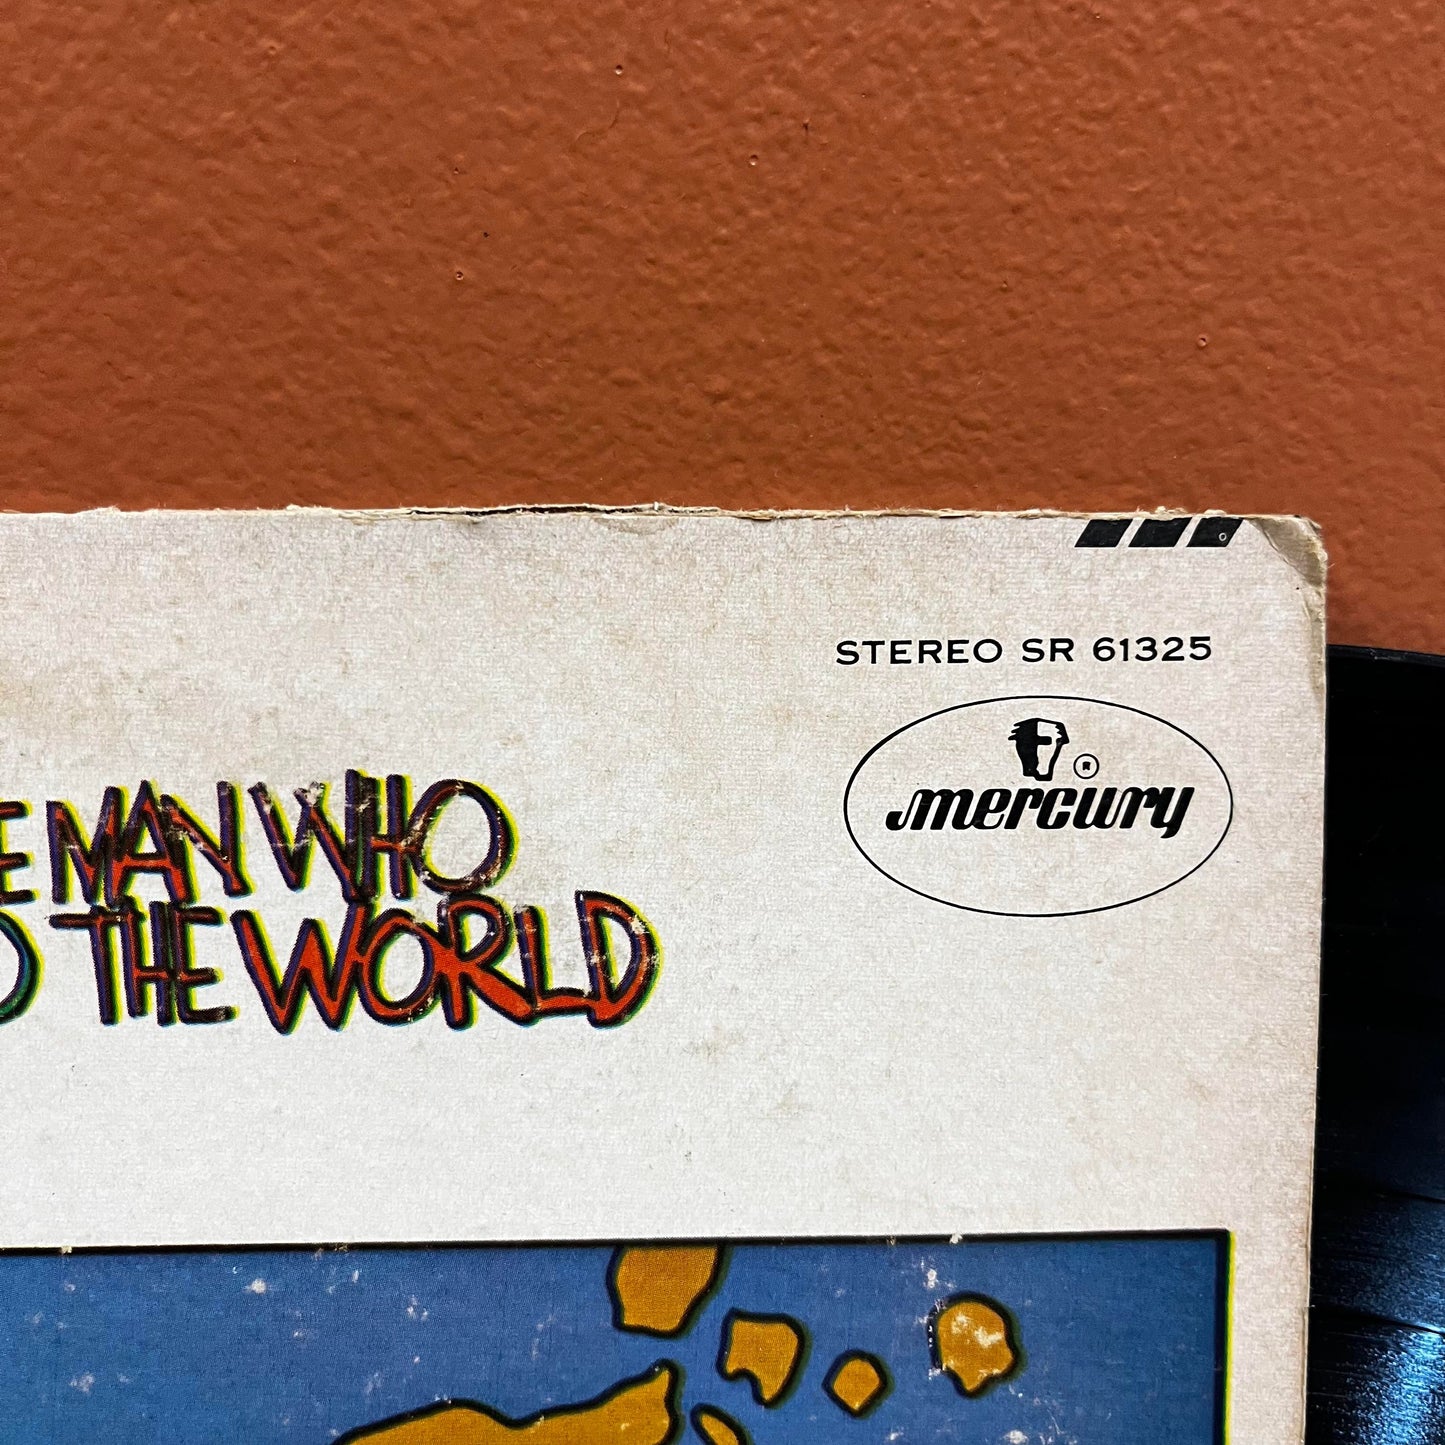 STEREO SR 61325
®
mercury
E MAN WHO
D THE WORLD